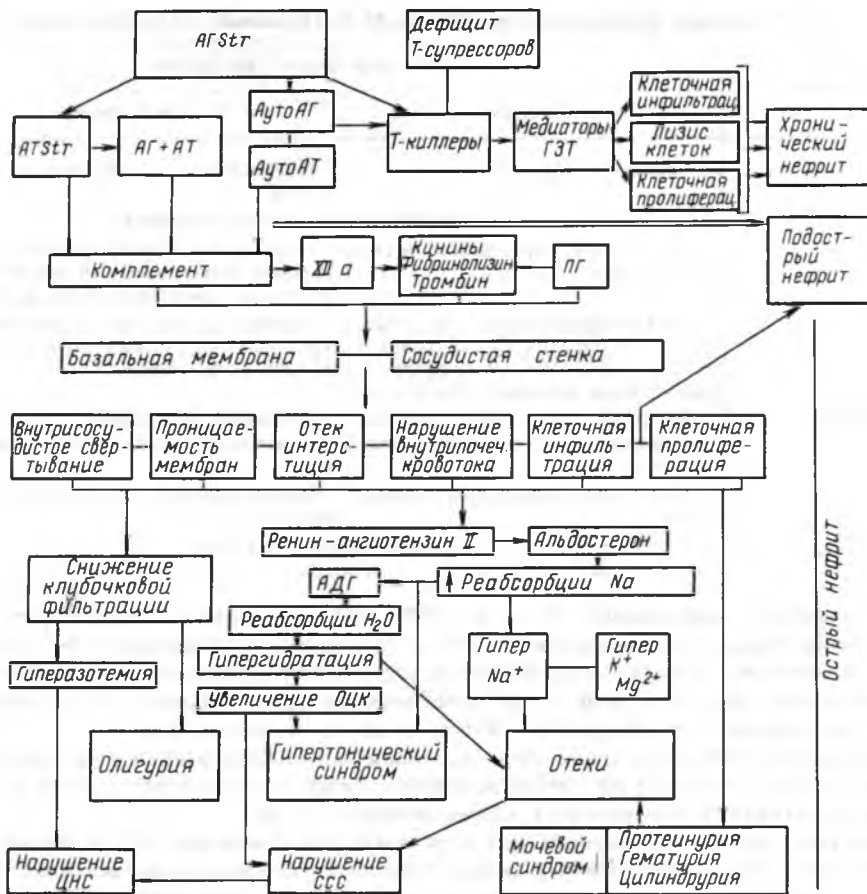 АГStr
Дефицит
Т-супрессоров
АТStr
АГ+АТ
АутоАГ
АутоАТ
Т-киллеры
Медиаторы
ГЗТ
Клеточная
инфильтрац.
Лизис
клеток
Клеточная
пролиферац.
Хрони-
ческий
нефрит
Подост-
рый
нефрит
Комплемент
XII а
Кинины
Фибринолизин
Тромбин
ПГ
Базальная мембрана
Сосудистая стенка
Внутрисосу-
дистое свер-
тывание
Проницае-
мость
мембран
Отек
интерс-
тиция
Нарушение
внутрипочеч.
кровотока
Клеточная
инфиль-
трация
Клеточная
пролифе-
рация
Ренин-ангиотензин II
Альдостерон
Снижение
клубочковой
фильтрации
АДГ
↑ Реабсорбции Na
Реабсорбции H₂O
Гипергидратация
Гипер
Na⁺
Гипер
K⁺
Mg²⁺
Острый нефрит
Гиперазотемия
Увеличение ОЦК
Олигурия
Гипертонический
синдром
Отеки
Нарушение
ЦНС
Нарушение
ССС
Мочевой
синдром
Протеинурия
Гематурия
Цилиндрурия